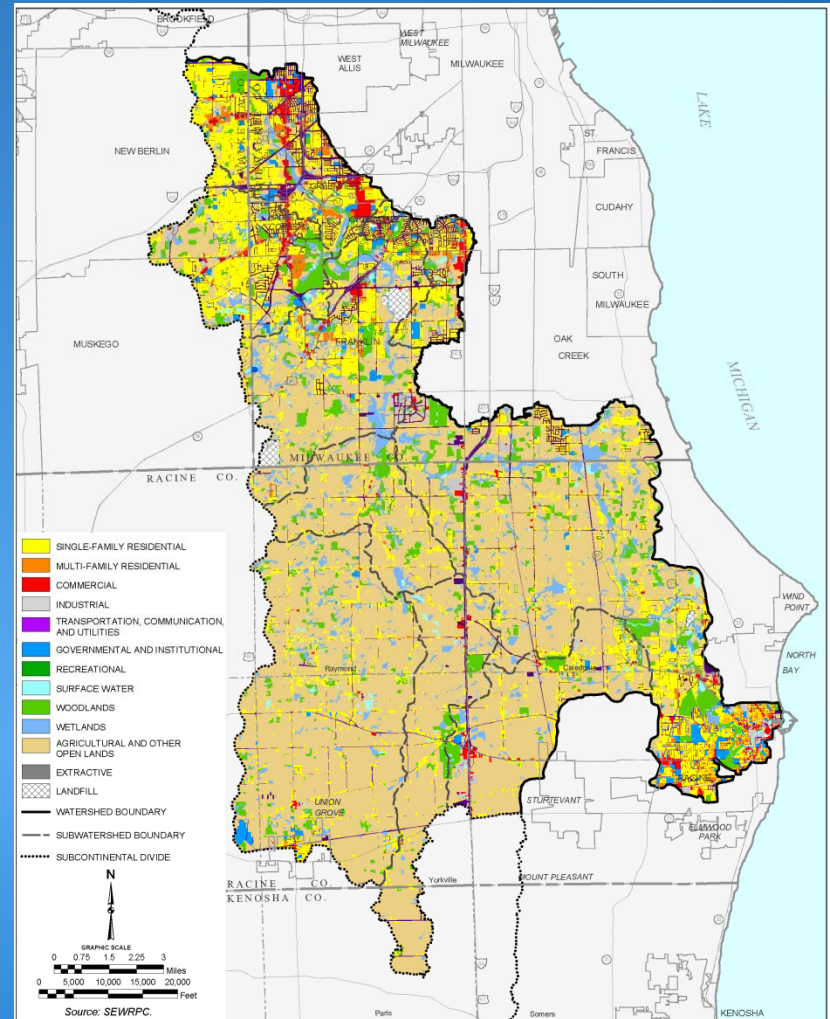 BROOKFIELD
WEST
MILWAUKEE
WEST
ALLIS
MILWAUKEE
LAKE
NEW BERLIN
ST.
FRANCIS
CUDAHY
SOUTH
MILWAUKEE
MUSKEGO
FRANKLIN
OAK
CREEK
MICHIGAN
MILWAUKEE CO.
RACINE CO.
SINGLE-FAMILY RESIDENTIAL
MULTI-FAMILY RESIDENTIAL
COMMERCIAL
INDUSTRIAL
TRANSPORTATION, COMMUNICATION,
AND UTILITIES
GOVERNMENTAL AND INSTITUTIONAL
RECREATIONAL
SURFACE WATER
WOODLANDS
WETLANDS
AGRICULTURAL AND OTHER
OPEN LANDS
EXTRACTIVE
LANDFILL
WATERSHED BOUNDARY
SUBWATERSHED BOUNDARY
SUBCONTINENTAL DIVIDE
WIND
POINT
NORTH
BAY
Raymond
Caledonia
RACINE
UNION
GROVE
STURTEVANT
ELMWOOD
PARK
RACINE CO.
KENOSHA CO.
Yorkville
MOUNT PLEASANT
N
GRAPHIC SCALE
0 0.75 1.5 2.25 3
Miles
0 5,000 10,000 15,000 20,000
Feet
Source: SEWRPC.
Paris
Somers
KENOSHA